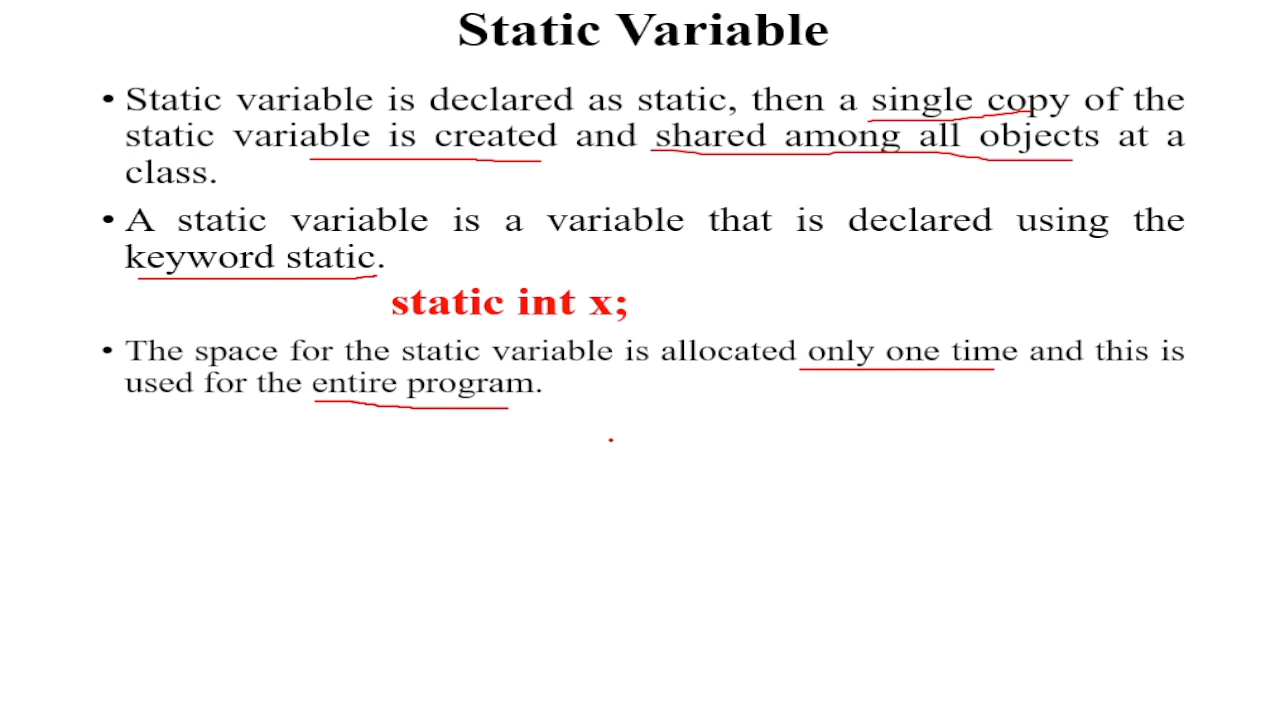 Static Variable
• Static variable is declared as static, then a single copy of the
static variable is created and shared among all objects at a
class.
• A static variable is a variable that is declared using the
keyword static.
static int x;
• The space for the static variable is allocated only one time and this is
used for the entire program.